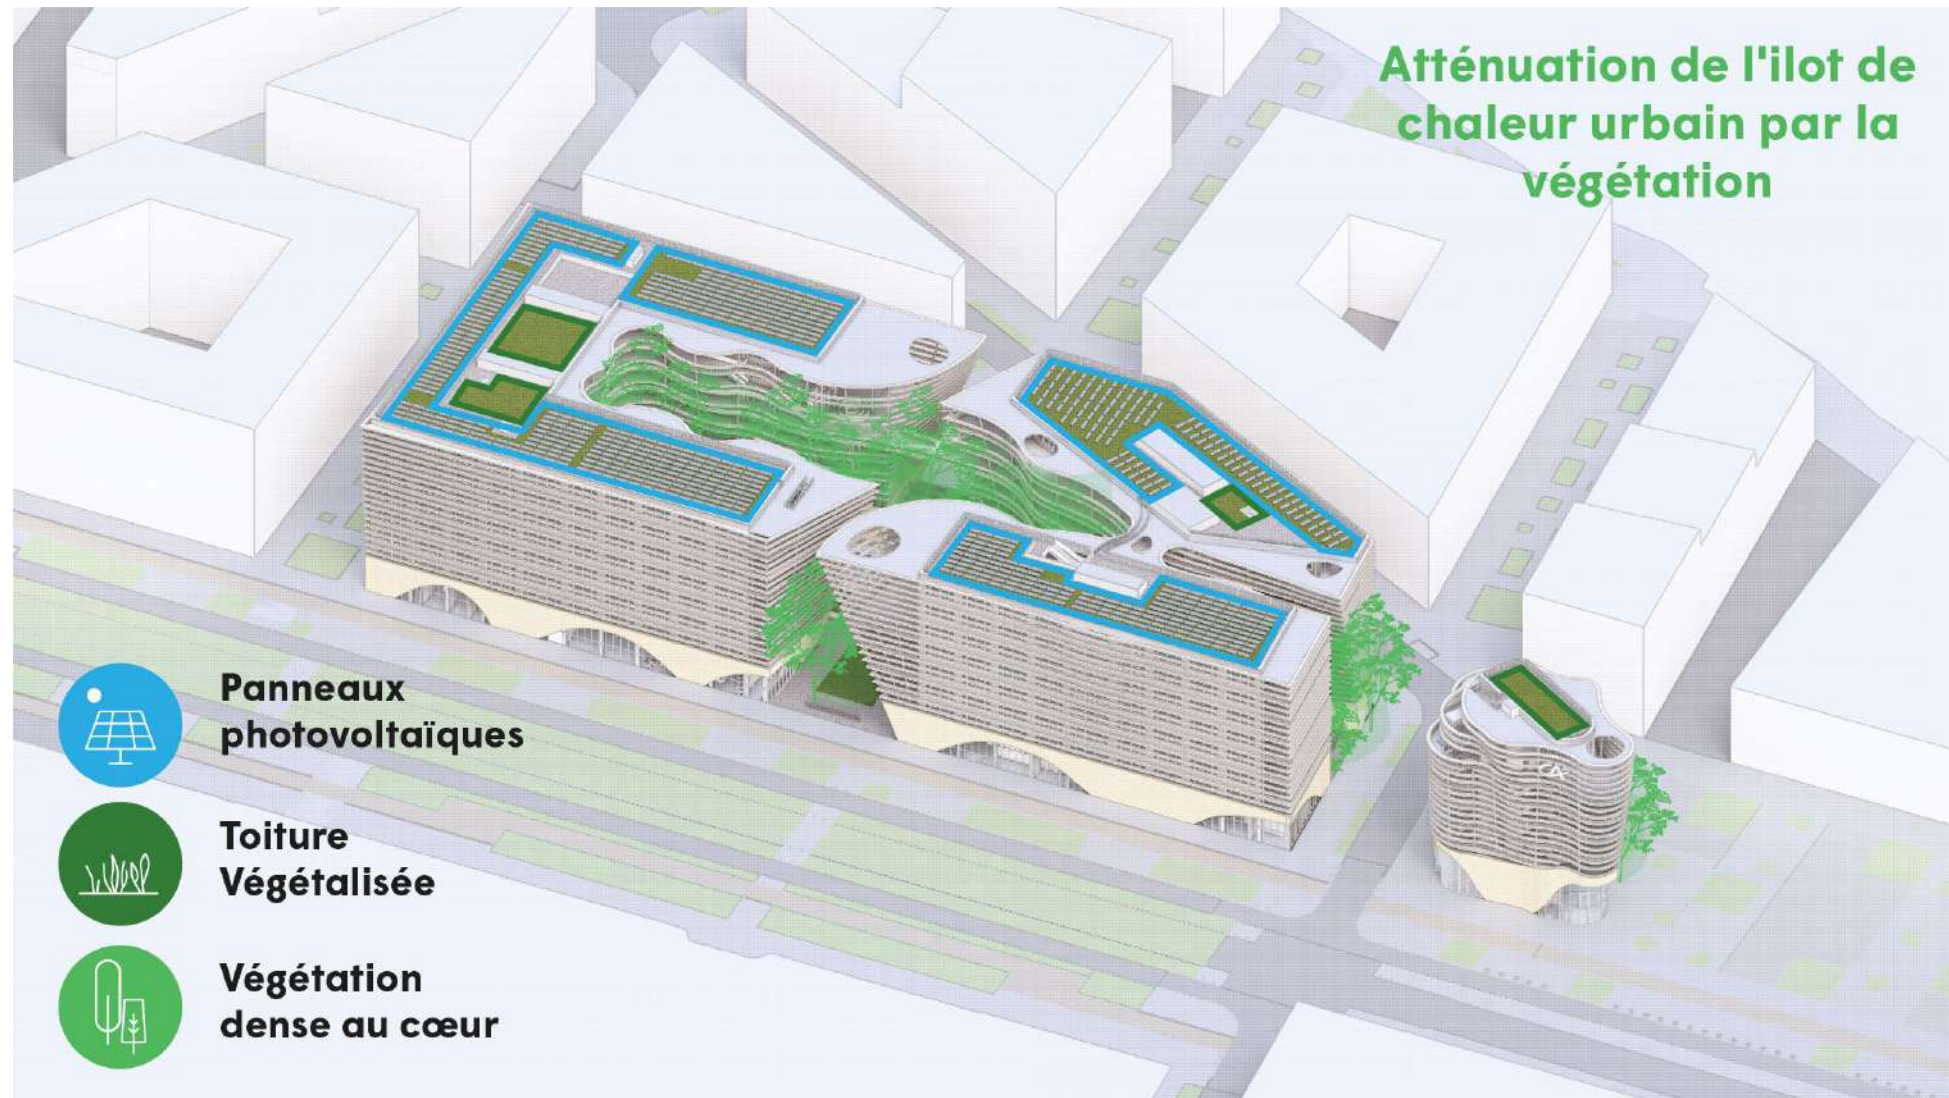 Atténuation de l'ilot de
chaleur urbain par la
végétation
Panneaux
photovoltaïques
Toiture
Végétalisée
Végétation
dense au cœur